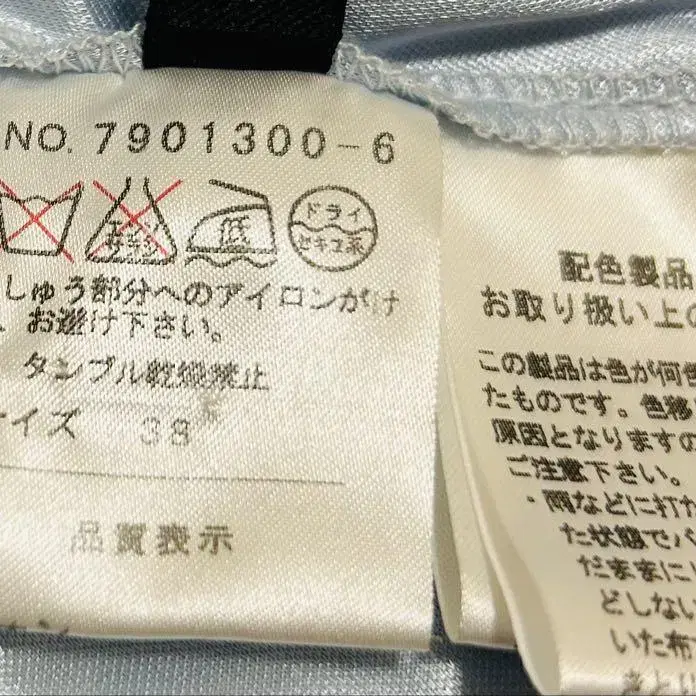 NO. 7901300-6
低
ドライ
セキユ系
しゅう部分へのアイロンがけ
、お避け下さい。
タンブル乾燥禁止
イズ 38
品質表示
配色製品
お取り扱い上の
この製品は色が何色
たものです。色移
原因となりますの
ご注意下さい。
・雨などに打た
た状態でバ
だままに
どしない
いた布